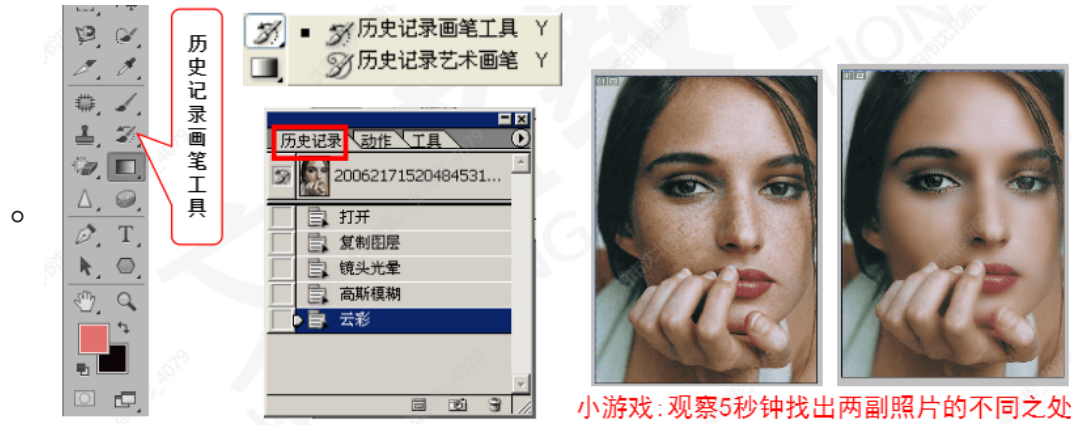 历史记录画笔工具
历史记录画笔工具 Y
历史记录艺术画笔 Y
历史记录 动作 工具
20062171520484531...
打开
复制图层
镜头光晕
高斯模糊
云彩
T
小游戏:观察5秒钟找出两副照片的不同之处